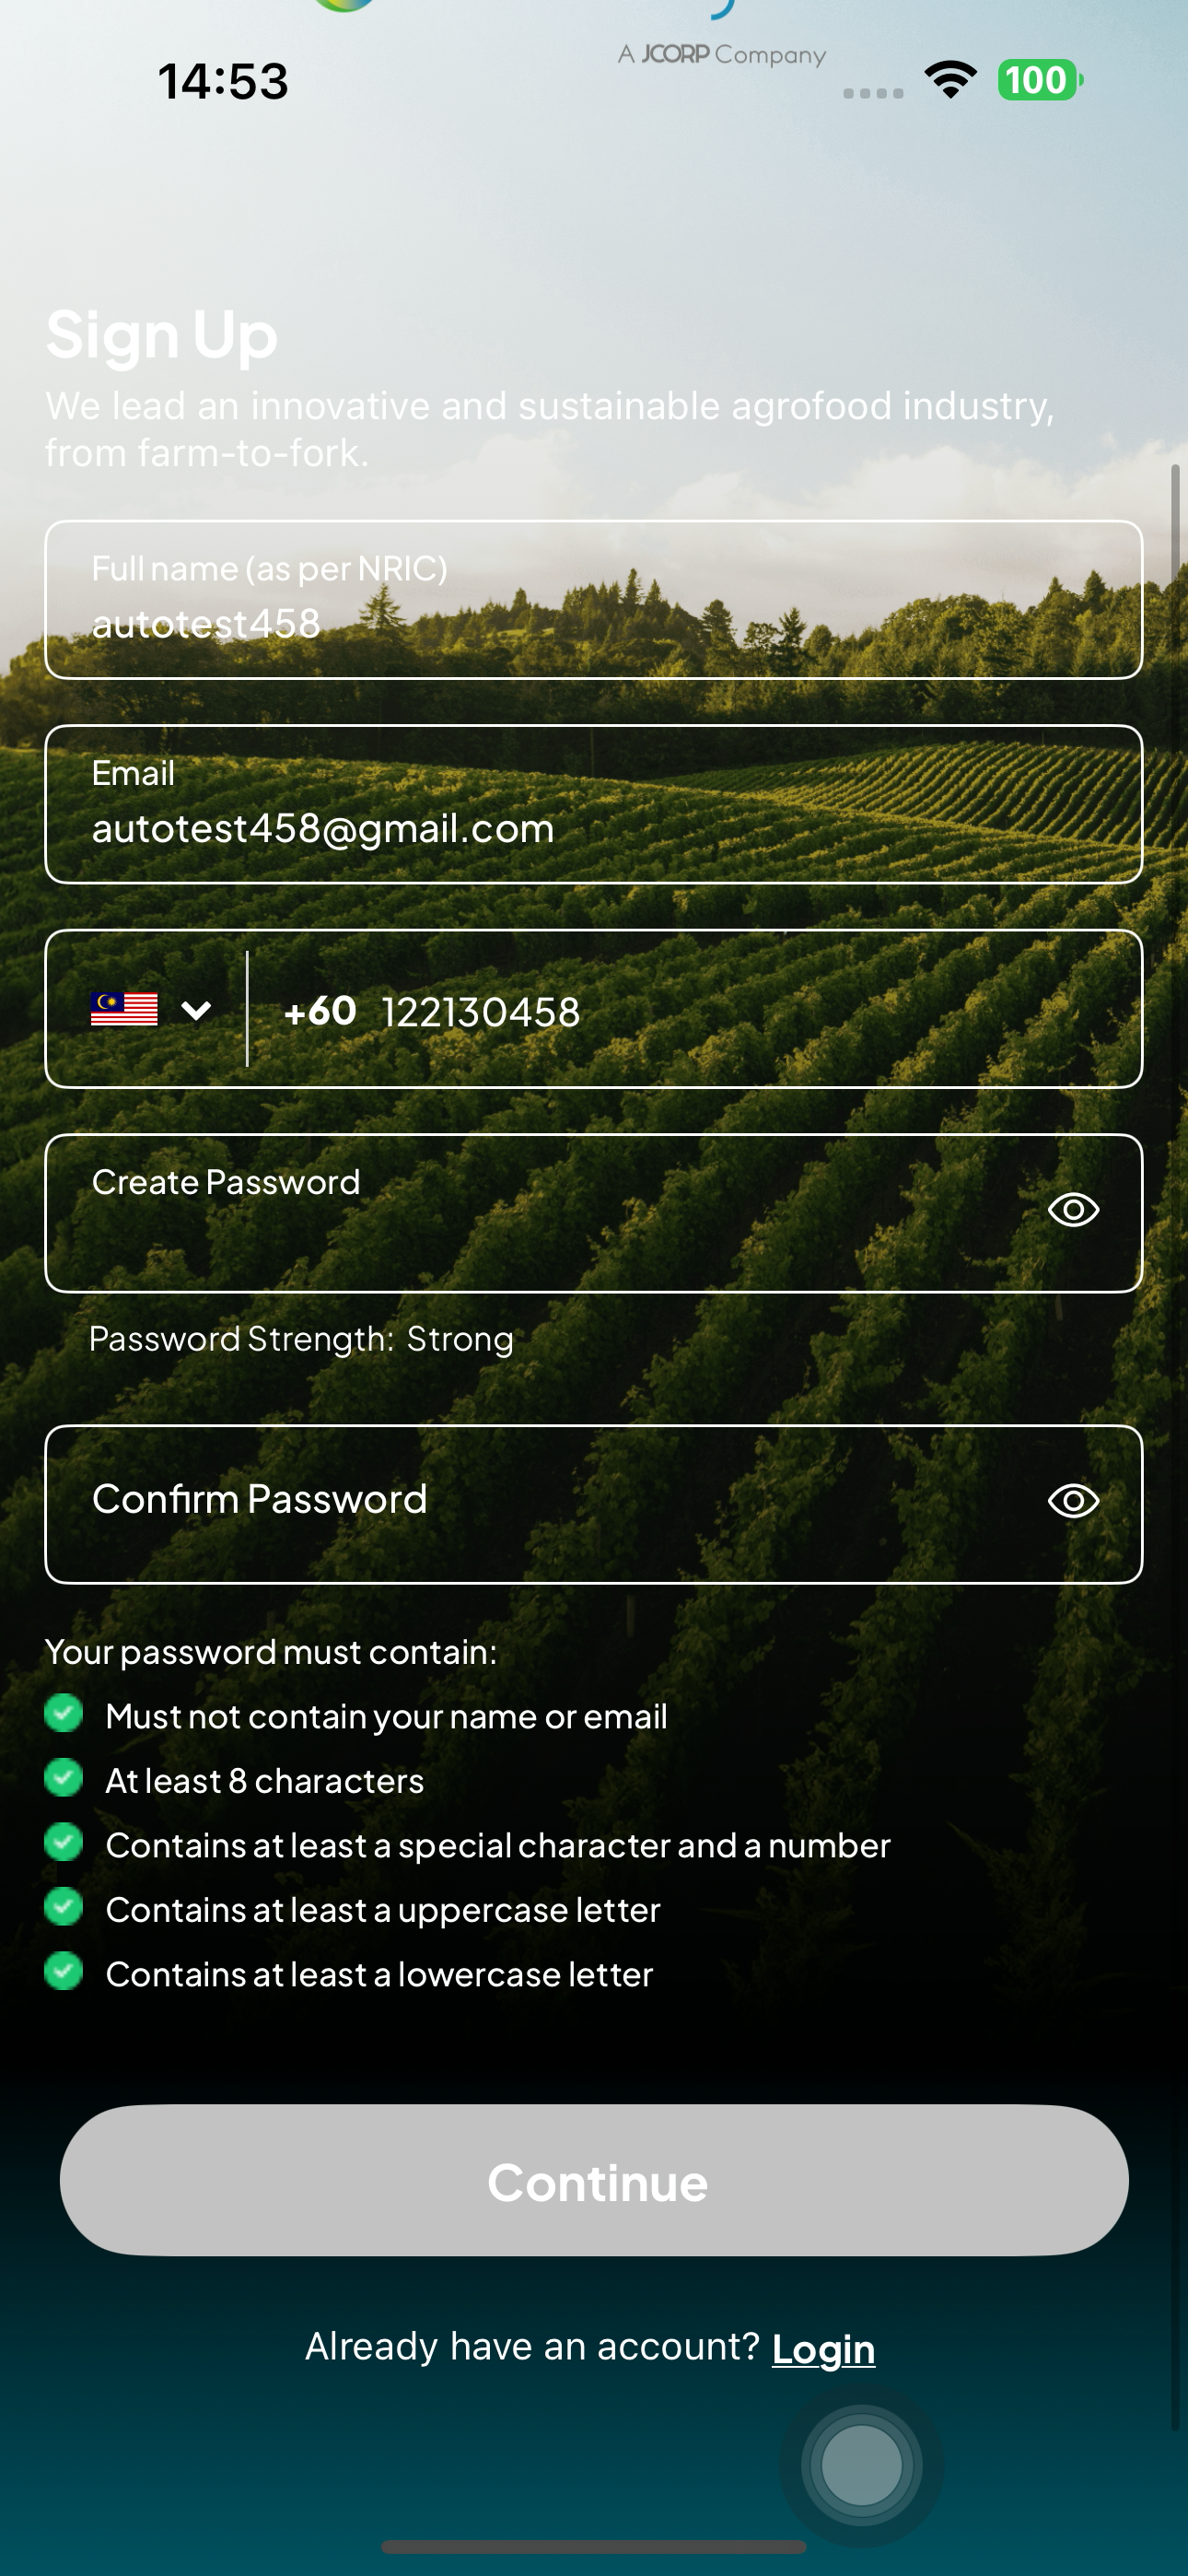 A JCORP Company
14:53
100
Sign Up
We lead an innovative and sustainable agrofood industry,
from farm-to-fork.
Full name (as per NRIC)
autotest458
Email
autotest458@gmail.com
+60 122130458
Create Password
Password Strength: Strong
Confirm Password
Your password must contain:
Must not contain your name or email
At least 8 characters
Contains at least a special character and a number
Contains at least a uppercase letter
Contains at least a lowercase letter
Continue
Already have an account? Login